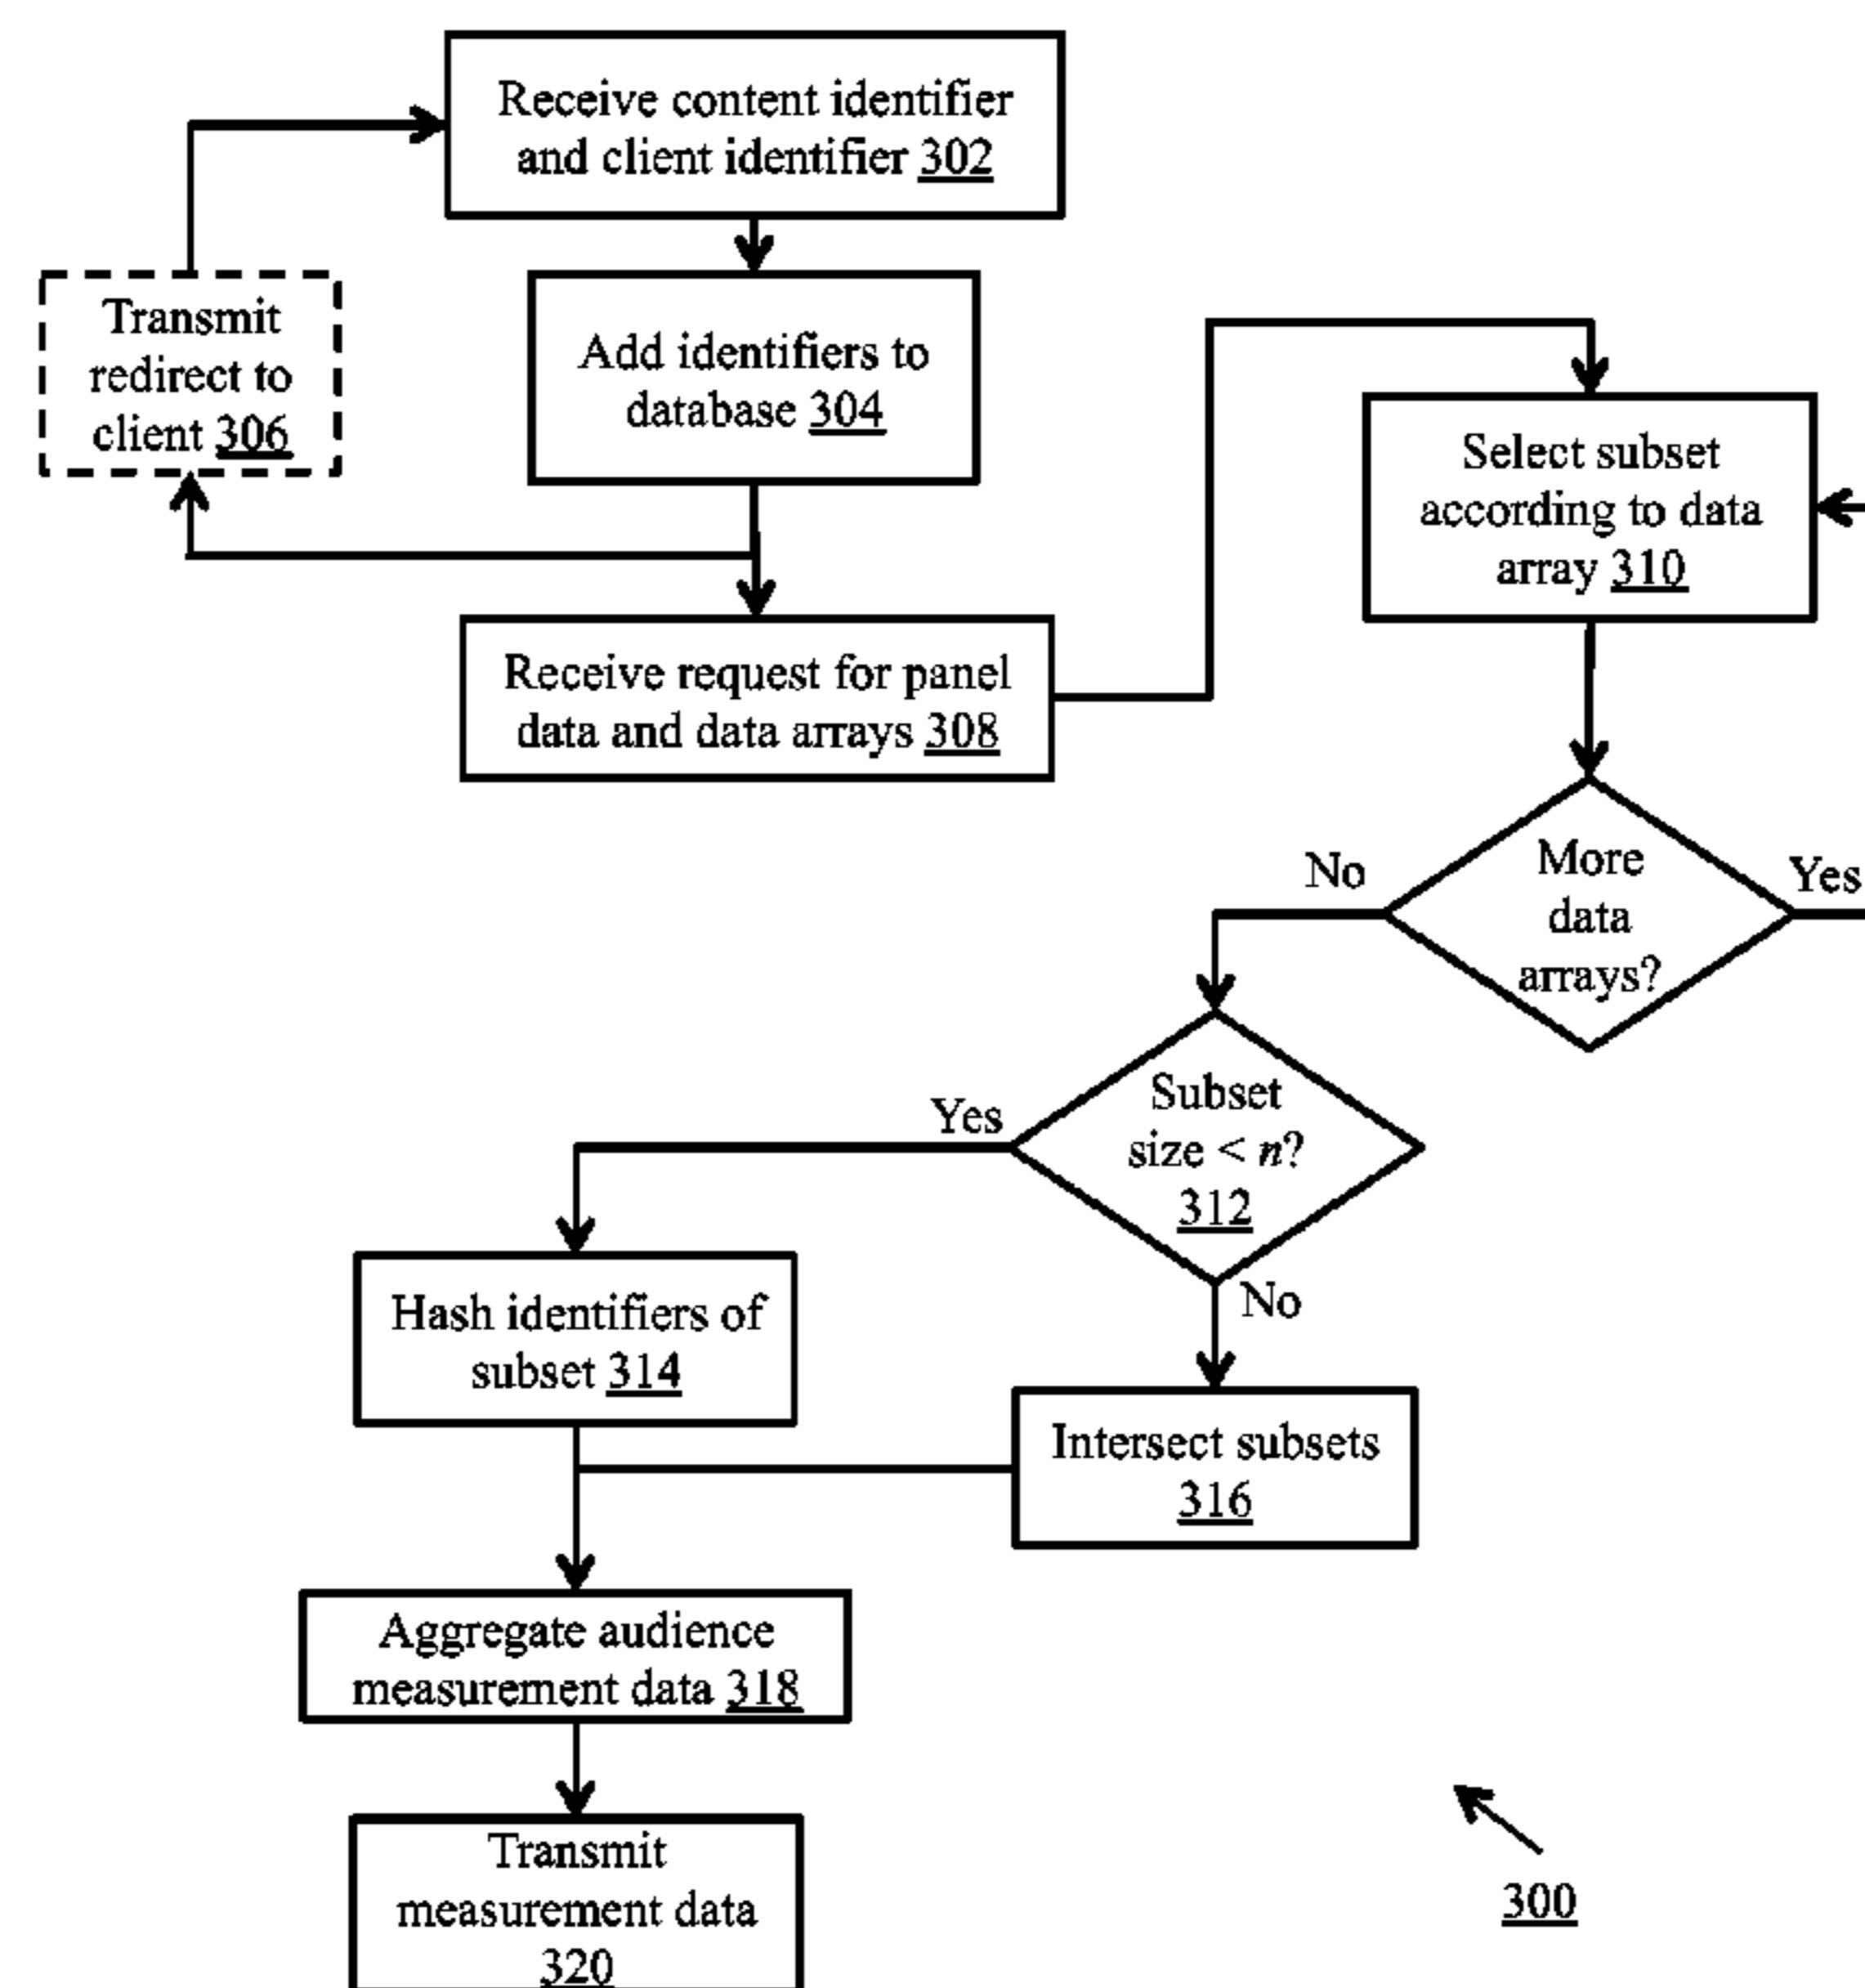 Receive content identifier
and client identifier 302
Transmit
redirect to
client 306
Add identifiers to
database 304
Select subset
according to data
array 310
Receive request for panel
data and data arrays 308
No
More
data
arrays?
Yes
Yes
Subset
size < n?
312
No
Hash identifiers of
subset 314
Intersect subsets
316
Aggregate audience
measurement data 318
Transmit
measurement data
320
300